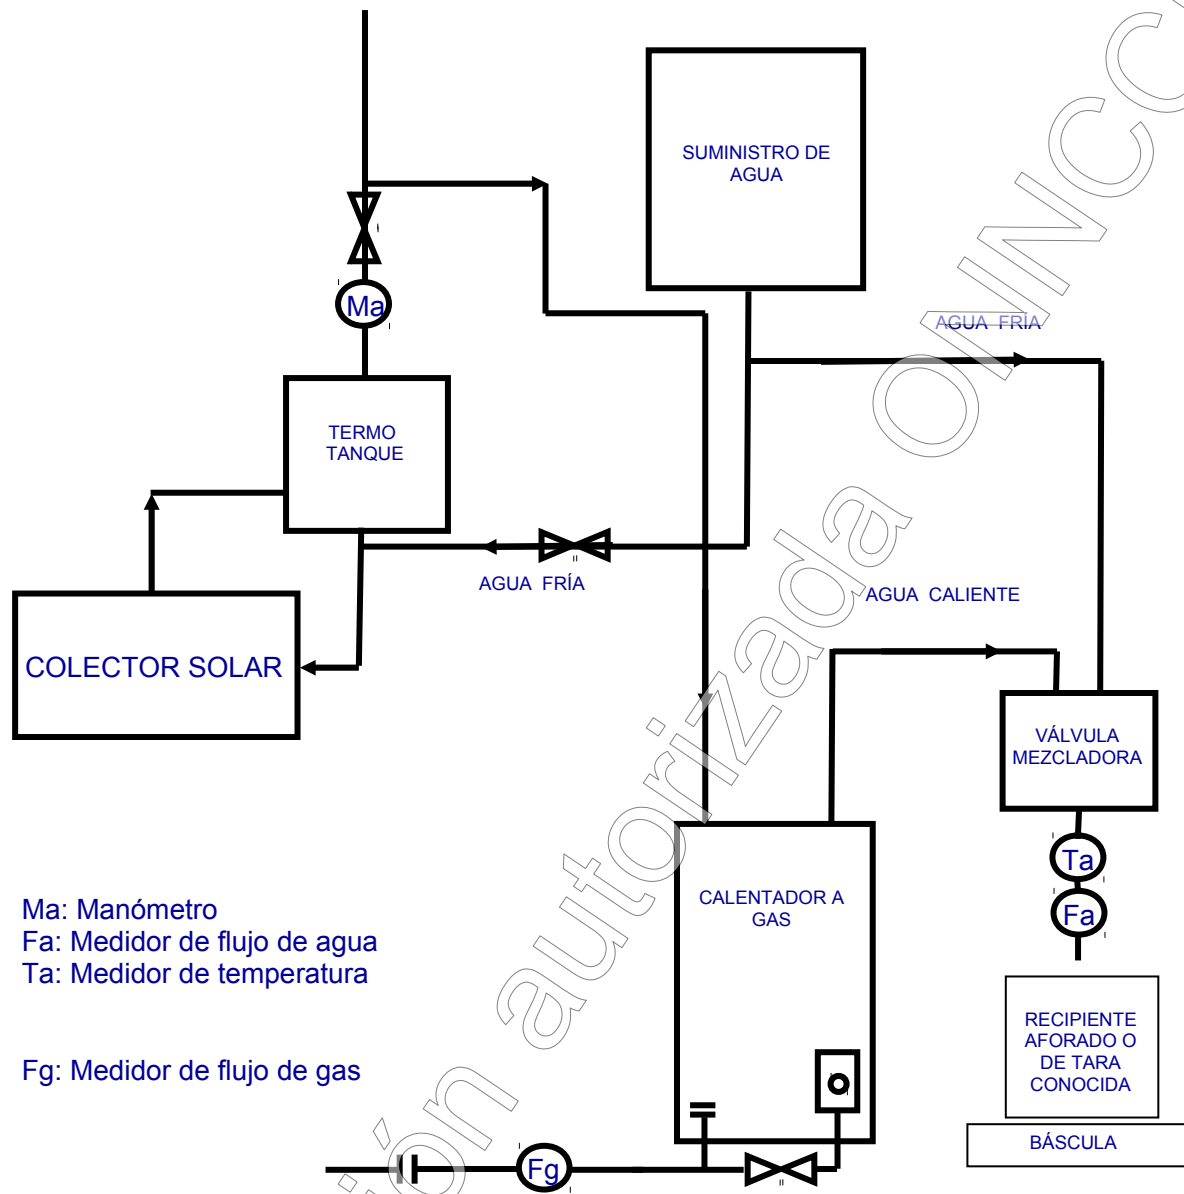 SUMINISTRO DE
AGUA
Ma
AGUA FRÍA
TERMO
TANQUE
AGUA FRÍA
AGUA CALIENTE
COLECTOR SOLAR
VÁLVULA
MEZCLADORA
Ta
CALENTADOR A
GAS
Fa
Ma: Manómetro
Fa: Medidor de flujo de agua
Ta: Medidor de temperatura
RECIPIENTE
AFORADO O
DE TARA
CONOCIDA
Fg: Medidor de flujo de gas
BÁSCULA
Fg
ión autorizada ONNCC